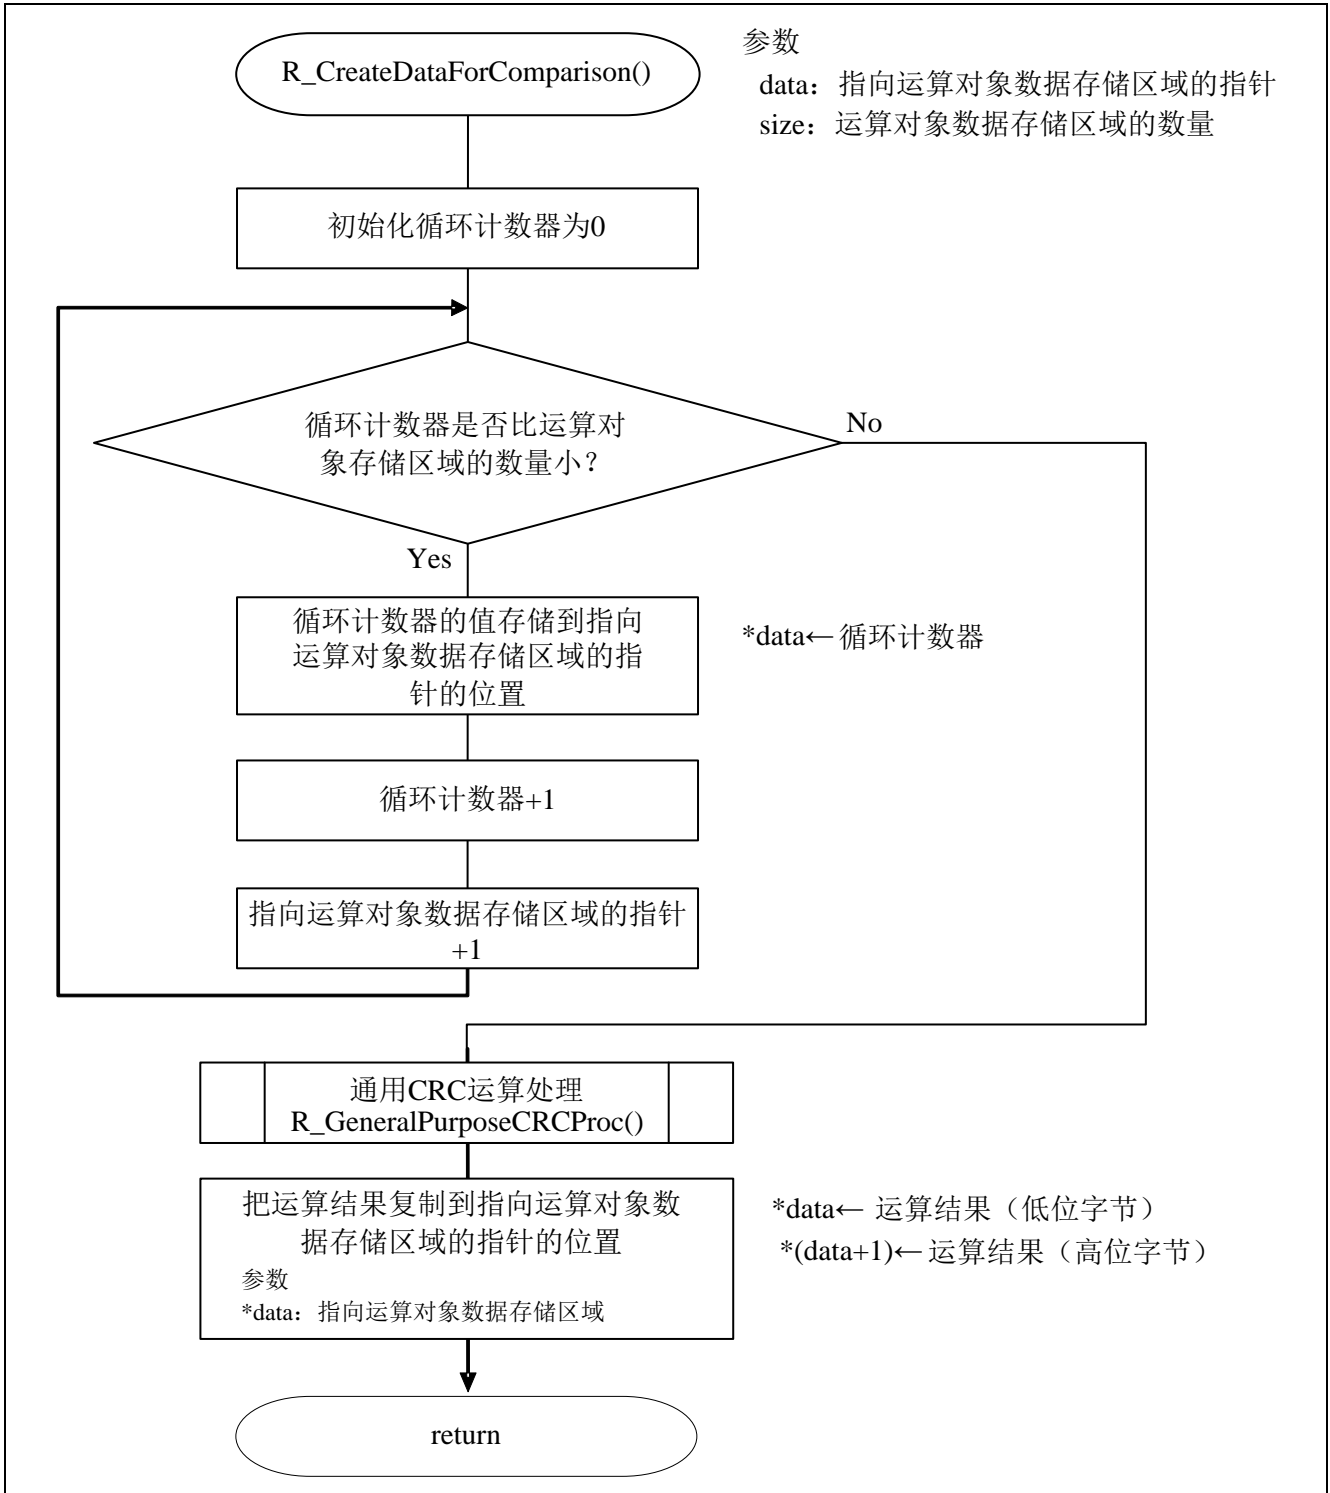 R_CreateDataForComparison()
参数
data：指向运算对象数据存储区域的指针
size：运算对象数据存储区域的数量
初始化循环计数器为0
循环计数器是否比运算对
象存储区域的数量小？
No
Yes
循环计数器的值存储到指向
运算对象数据存储区域的指
针的位置
*data←循环计数器
循环计数器+1
指向运算对象数据存储区域的指针
+1
通用CRC运算处理
R_GeneralPurposeCRCProc()
把运算结果复制到指向运算对象数
据存储区域的指针的位置
参数
*data：指向运算对象数据存储区域
*data← 运算结果（低位字节）
*(data+1)←运算结果（高位字节）
return